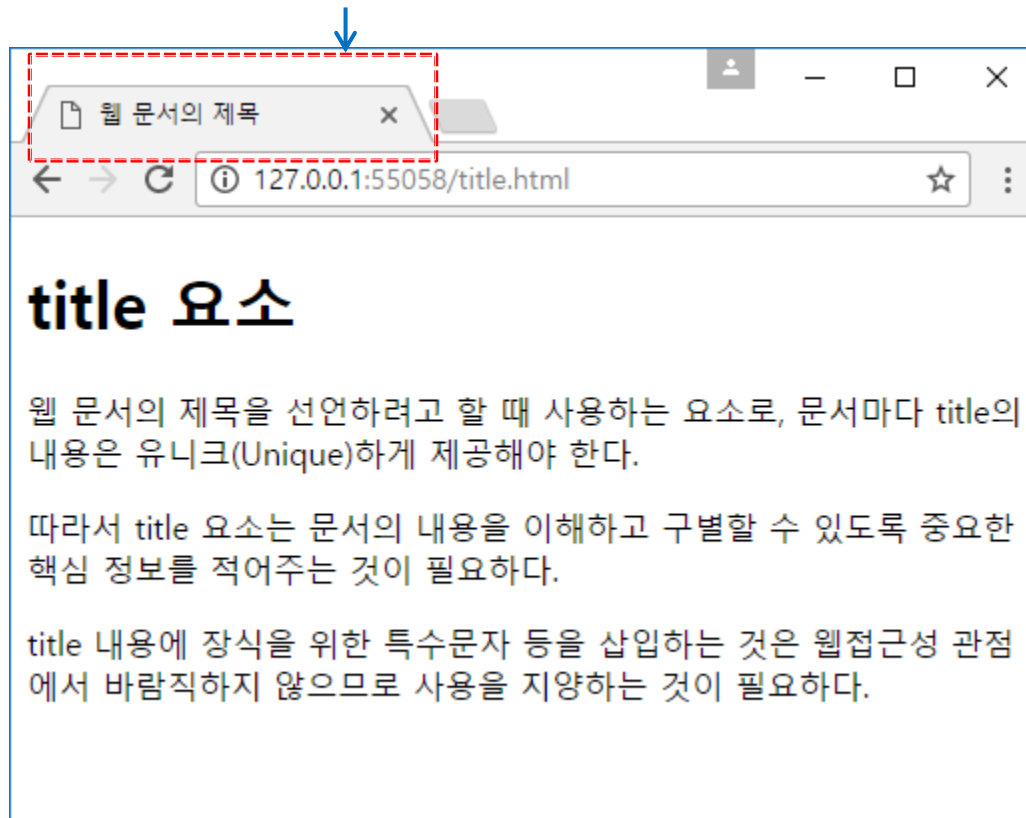 웹 문서의 제목
127.0.0.1:55058/title.html
title 요소
웹 문서의 제목을 선언하려고 할 때 사용하는 요소로, 문서마다 title의
내용은 유니크(Unique)하게 제공해야 한다.
따라서 title 요소는 문서의 내용을 이해하고 구별할 수 있도록 중요한
핵심 정보를 적어주는 것이 필요하다.
title 내용에 장식을 위한 특수문자 등을 삽입하는 것은 웹접근성 관점
에서 바람직하지 않으므로 사용을 지양하는 것이 필요하다.